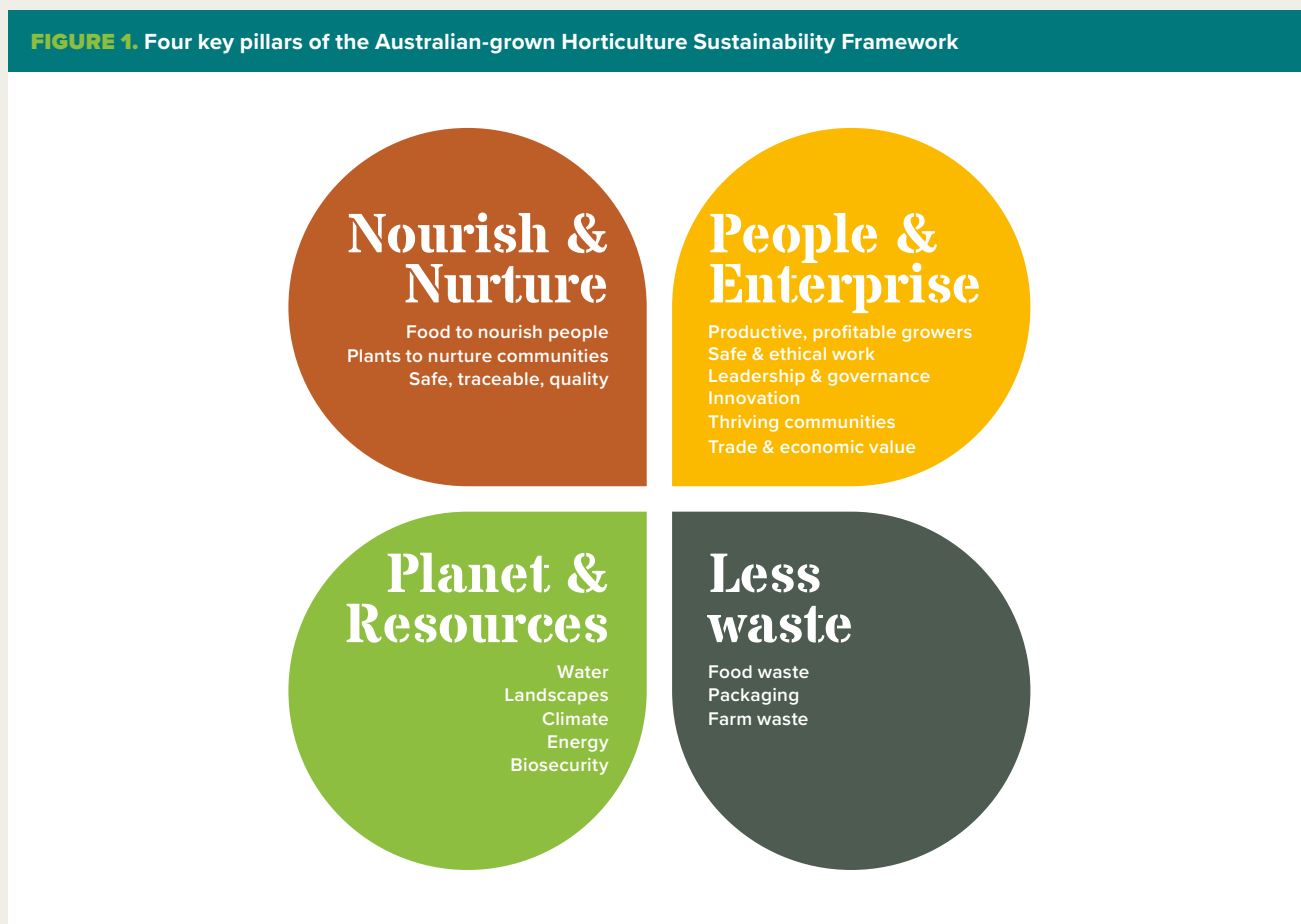 FIGURE 1. Four key pillars of the Australian-grown Horticulture Sustainability Framework
Nourish &
Nurture
Food to nourish people
Plants to nurture communities
Safe, traceable, quality
People &
Enterprise
Productive, profitable growers
Safe & ethical work
Leadership & governance
Innovation
Thriving communities
Trade & economic value
Planet &
Resources
Water
Landscapes
Climate
Energy
Biosecurity
Less
waste
Food waste
Packaging
Farm waste